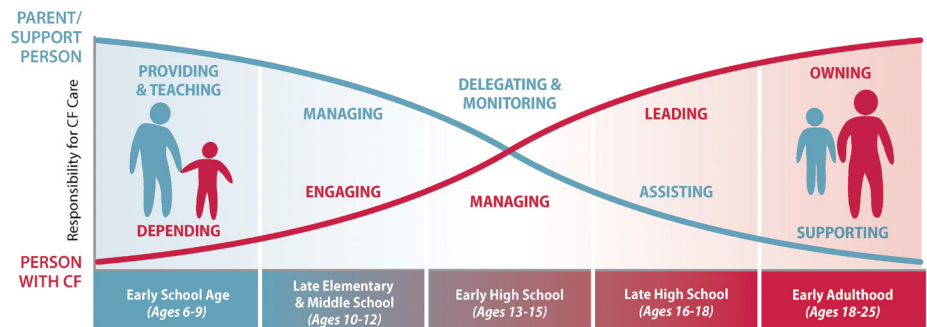 PARENT/
SUPPORT
PERSON
Responsibility for CF Care
PERSON
WITH CF
PROVIDING
& TEACHING
DEPENDING
MANAGING
ENGAGING
DELEGATING &
MONITORING
MANAGING
LEADING
ASSISTING
OWNING
SUPPORTING
Early School Age
(Ages 6-9)
Late Elementary
& Middle School
(Ages 10-12)
Early High School
(Ages 13-15)
Late High School
(Ages 16-18)
Early Adulthood
(Ages 18-25)